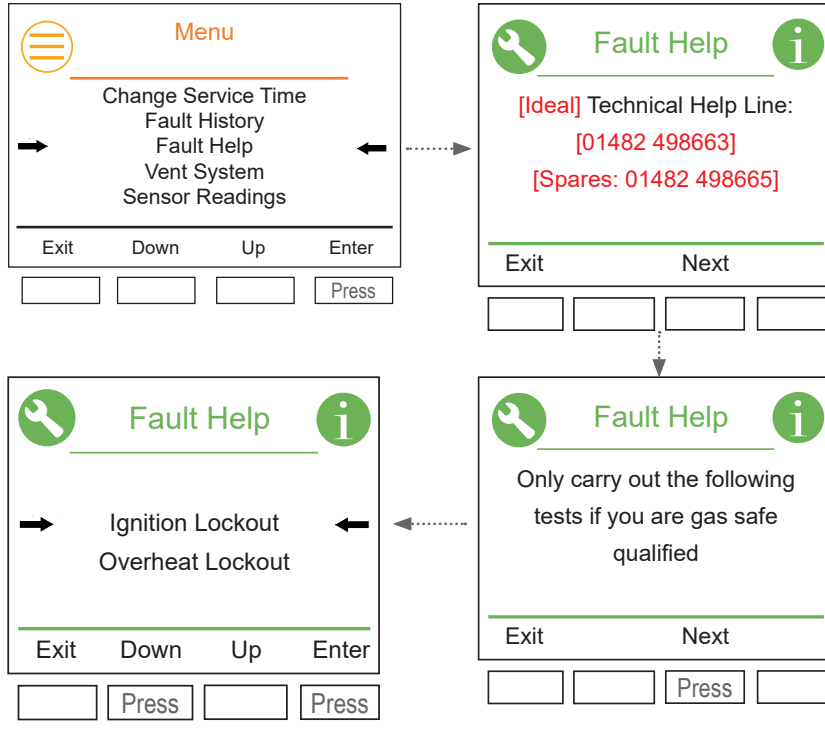 Menu
Change Service Time
Fault History
Fault Help
Vent System
Sensor Readings
Exit Down Up Enter
Press
Fault Help
i
[Ideal] Technical Help Line:
[01482 498663]
[Spares: 01482 498665]
Exit Next
Fault Help
i
Only carry out the following
tests if you are gas safe
qualified
Exit Next
Press
Fault Help
i
Ignition Lockout
Overheat Lockout
Exit Down Up Enter
Press Press